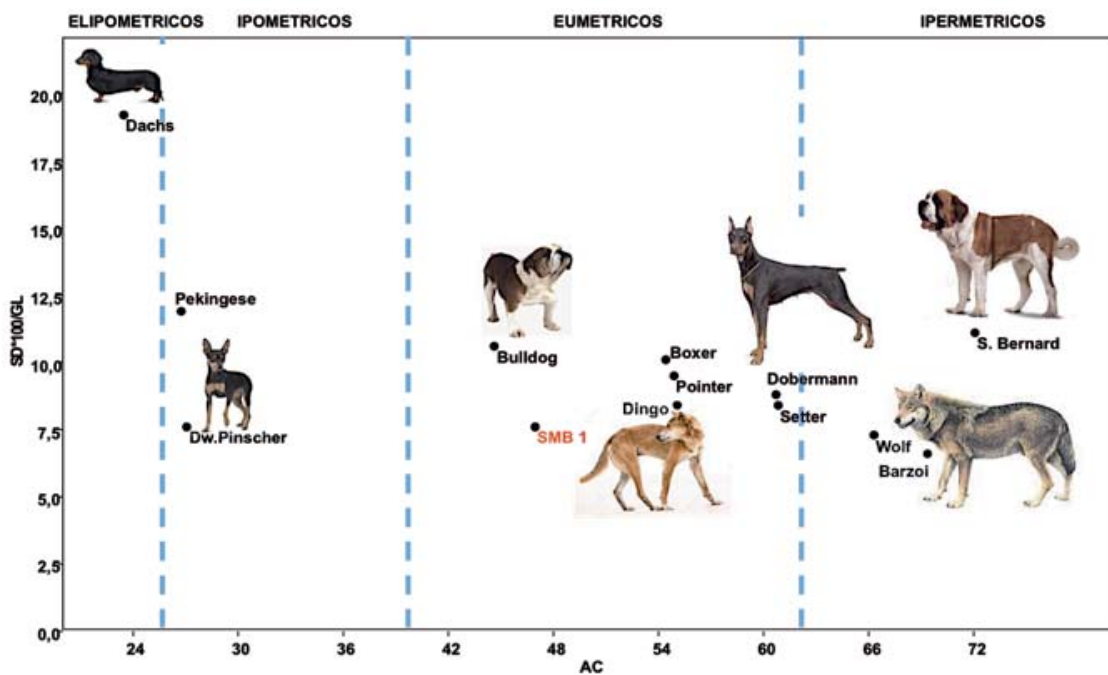 ELIPOMETRICOS IPOMETRICOS EUMETRICOS IPERMETRICOS
20,0
Dachs
17,5
15,0
12,5
Pekingese
10,0
Bulldog
Boxer
S. Bernard
Pointer
Dobermann
Dingo
Setter
7,5
Dw.Pinscher
SMB 1
Wolf
Barzoi
5,0
2,5
0,0
SD*100/GL
24 30 36 42 48 54 60 66 72
AC